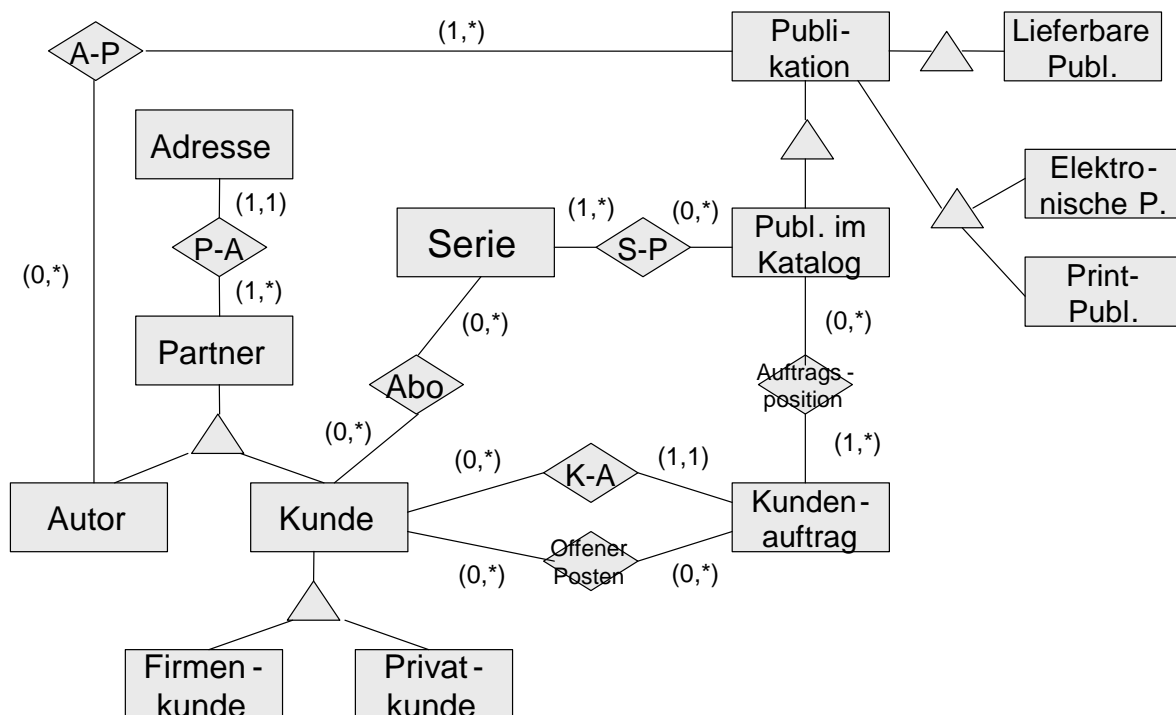 (1,*)
Publi-
kation
Lieferbare
Publ.
A-P
Adresse
(1,1)
P-A
(1,*)
(0,*)
Partner
Serie
(1,*)
S-P
(0,*)
Publ. im
Katalog
Elektro-
nische P.
Print-
Publ.
(0,*)
Abo
(0,*)
(0,*)
Auftrags-
position
(1,*)
Autor
Kunde
(0,*)
K-A
(1,1)
Kunden-
auftrag
(0,*)
Offener
Posten
(0,*)
Firmen-
kunde
Privat-
kunde